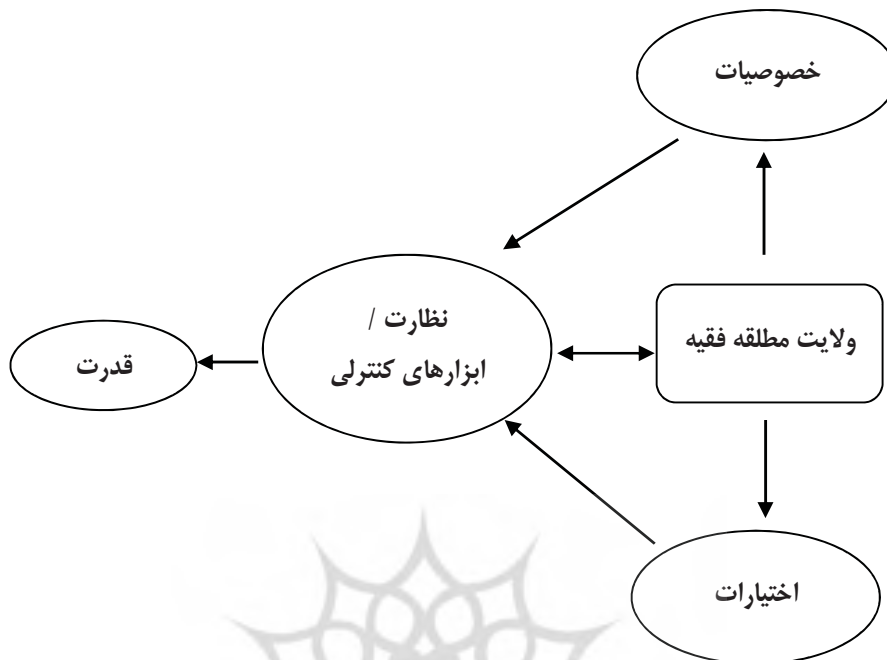 خصوصیات
ولایت مطلقه فقیه
نظارت /
ابزارهای کنترلی
قدرت
اختیارات